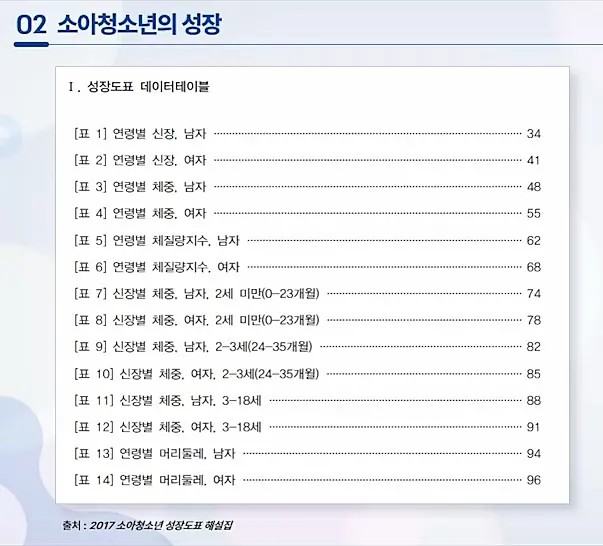 02 소아청소년의 성장
Ⅰ. 성장도표 데이터테이블
[표 1] 연령별 신장, 남자 34
[표 2] 연령별 신장, 여자 41
[표 3] 연령별 체중, 남자 48
[표 4] 연령별 체중, 여자 55
[표 5] 연령별 체질량지수, 남자 62
[표 6] 연령별 체질량지수, 여자 68
[표 7] 신장별 체중, 남자, 2세 미만(0-23개월) 74
[표 8] 신장별 체중, 여자, 2세 미만(0-23개월) 78
[표 9] 신장별 체중, 남자, 2-3세(24-35개월) 82
[표 10] 신장별 체중, 여자, 2-3세(24-35개월) 85
[표 11] 신장별 체중, 남자, 3-18세 88
[표 12] 신장별 체중, 여자, 3-18세 91
[표 13] 연령별 머리둘레, 남자 94
[표 14] 연령별 머리둘레, 여자 96
출처 : 2017 소아청소년 성장도표 해설집